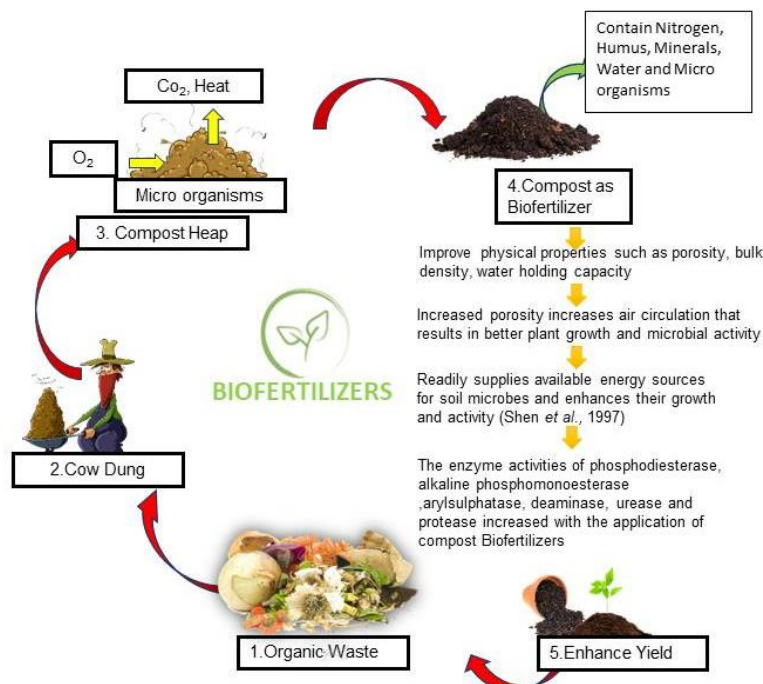 Contain Nitrogen,
Humus, Minerals,
Water and Micro
organisms
Co₂, Heat
O₂
Micro organisms
3. Compost Heap
4.Compost as
Biofertilizer
Improve physical properties such as porosity, bulk
density, water holding capacity
Increased porosity increases air circulation that
results in better plant growth and microbial activity
Readily supplies available energy sources
for soil microbes and enhances their growth
and activity (Shen et al., 1997)
The enzyme activities of phosphodiesterase,
alkaline phosphomonoesterase
,arylsulphatase, deaminase, urease and
protease increased with the application of
compost Biofertilizers
BIOFERTILIZERS
2.Cow Dung
1.Organic Waste
5.Enhance Yield